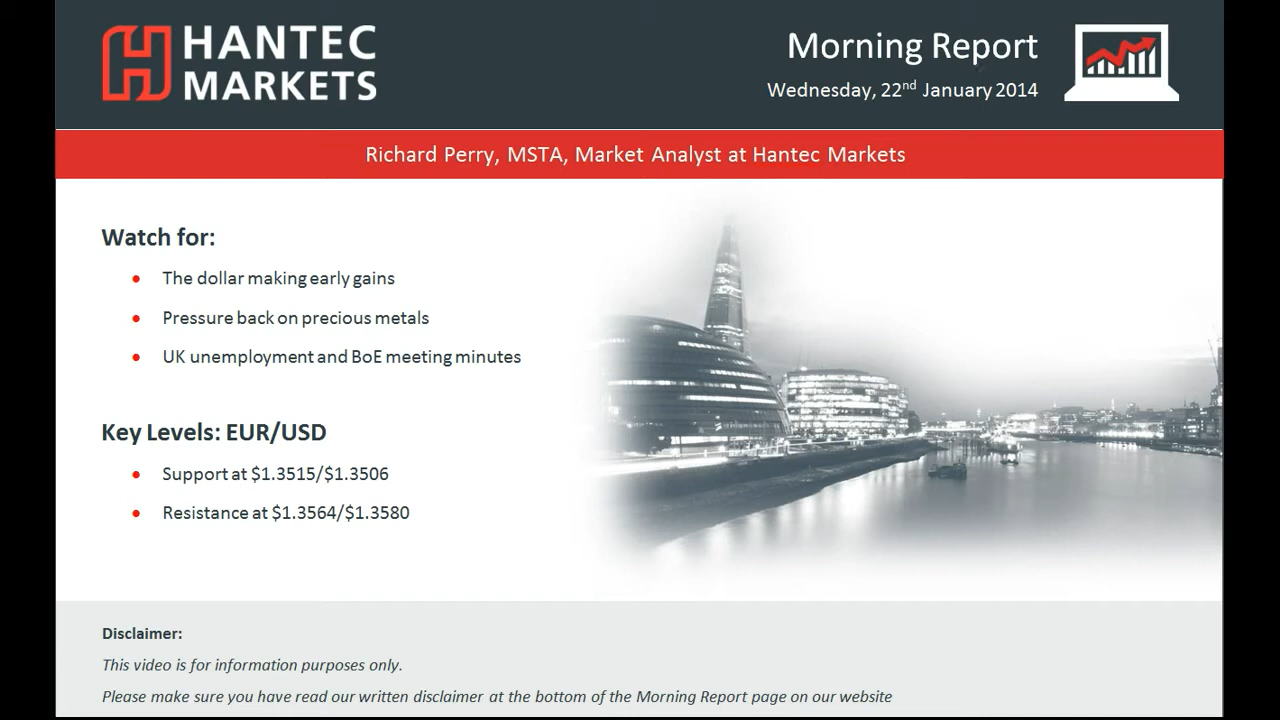 HANTEC
MARKETS
Morning Report
Wednesday, 22nd January 2014
Richard Perry, MSTA, Market Analyst at Hantec Markets
Watch for:
• The dollar making early gains
• Pressure back on precious metals
• UK unemployment and BoE meeting minutes
Key Levels: EUR/USD
• Support at $1.3515/$1.3506
• Resistance at $1.3564/$1.3580
Disclaimer:
This video is for information purposes only.
Please make sure you have read our written disclaimer at the bottom of the Morning Report page on our website